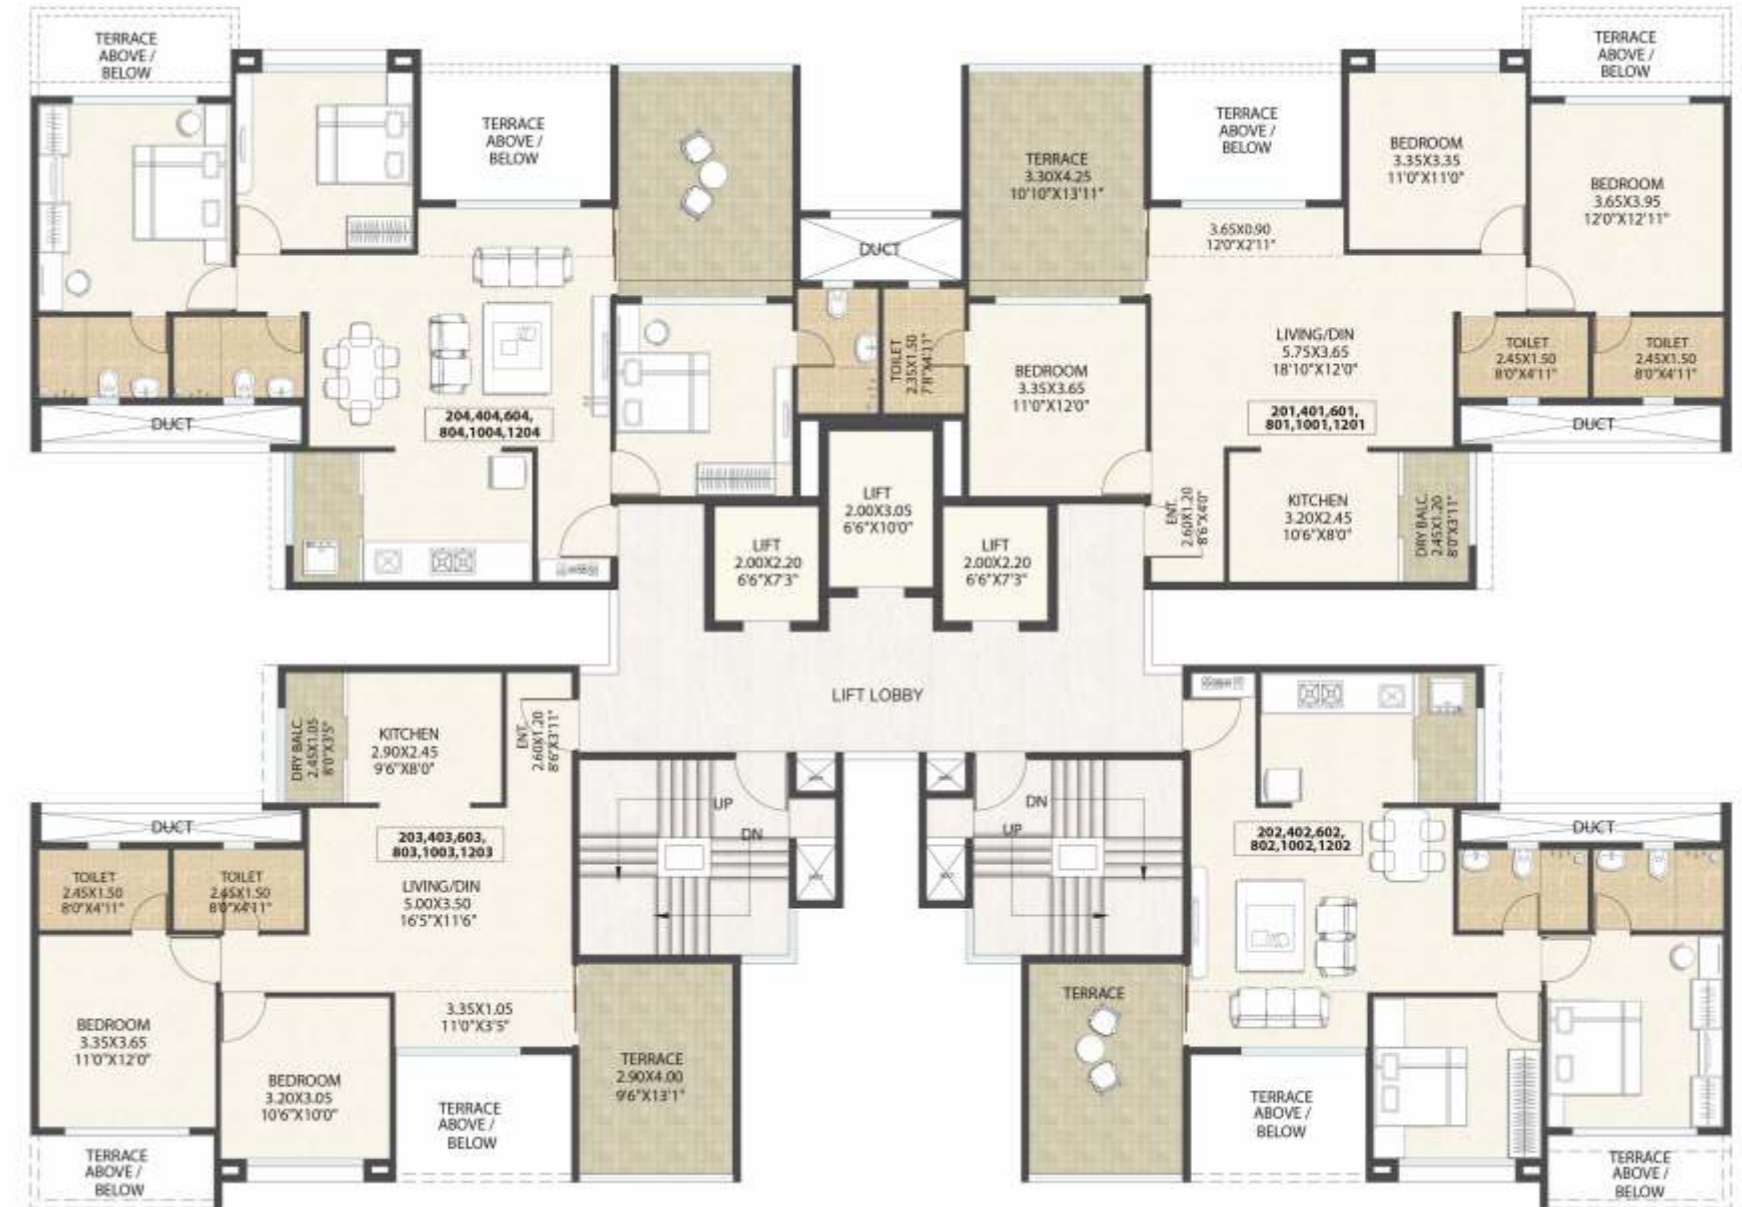 TERRACE
ABOVE /
BELOW
TERRACE
ABOVE /
BELOW
TERRACE
3.30X4.25
10'10"X13'11"
TERRACE
ABOVE /
BELOW
BEDROOM
3.35X3.35
11'0"X11'0"
TERRACE
ABOVE /
BELOW
BEDROOM
3.65X3.95
12'0"X12'11"
3.65X0.90
12'0"X2'11"
DUCT
DUCT
204,404,604,
804,1004,1204
TOILET
2.35X1.50
7'8"X4'11"
BEDROOM
3.35X3.65
11'0"X12'0"
LIVING/DIN
5.75X3.65
18'10"X12'0"
201,401,601,
801,1001,1201
TOILET
2.45X1.50
8'0"X4'11"
TOILET
2.45X1.50
8'0"X4'11"
DUCT
LIFT
2.00X2.20
6'6"X7'3"
LIFT
2.00X3.05
6'6"X10'0"
LIFT
2.00X2.20
6'6"X7'3"
ENT.
2.60X1.20
8'6"X4'0"
KITCHEN
3.20X2.45
10'6"X8'0"
DRY BALC.
2.45X1.20
8'0"X3'11"
LIFT LOBBY
DRY BALC.
2.45X1.05
8'0"X3'5"
KITCHEN
2.90X2.45
9'6"X8'0"
ENT.
2.60X1.20
8'6"X3'11"
DUCT
TOILET
2.45X1.50
8'0"X4'11"
TOILET
2.45X1.50
8'0"X4'11"
203,403,603,
803,1003,1203
LIVING/DIN
5.00X3.50
16'5"X11'6"
UP
DN
DN
UP
202,402,602,
802,1002,1202
DUCT
BEDROOM
3.35X3.65
11'0"X12'0"
BEDROOM
3.20X3.05
10'6"X10'0"
3.35X1.05
11'0"X3'5"
TERRACE
ABOVE /
BELOW
TERRACE
2.90X4.00
9'6"X13'1"
TERRACE
ABOVE /
BELOW
TERRACE
TERRACE
ABOVE /
BELOW
TERRACE
ABOVE /
BELOW